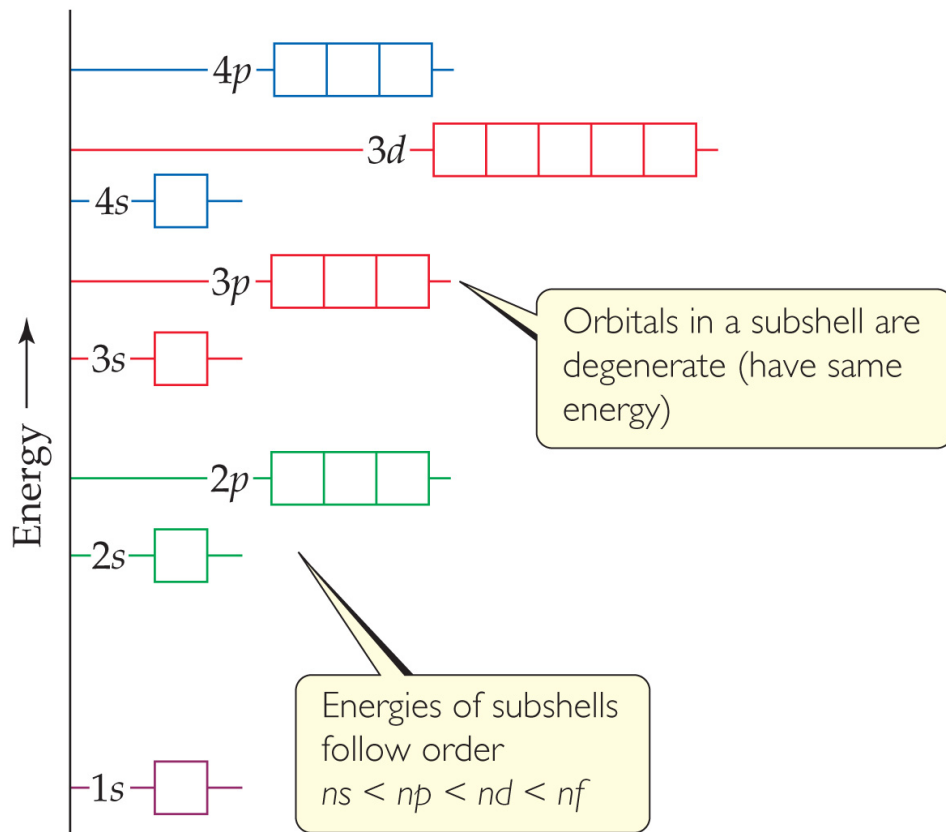 4p
3d
4s
3p
Orbitals in a subshell are
degenerate (have same
energy)
3s
Energy
2p
2s
Energies of subshells
follow order
ns < np < nd < nf
1s